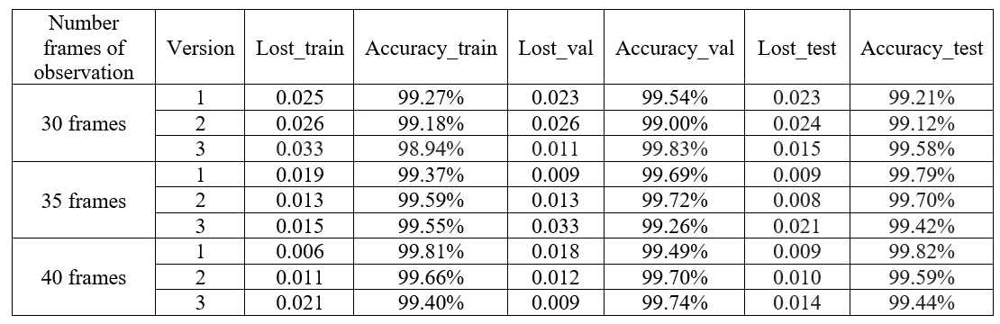 Number frames of observation Version Lost_train Accuracy_train Lost_val Accuracy_val Lost_test Accuracy_test
30 frames 1 0.025 99.27% 0.023 99.54% 0.023 99.21%
2 0.026 99.18% 0.026 99.00% 0.024 99.12%
3 0.033 98.94% 0.011 99.83% 0.015 99.58%
35 frames 1 0.019 99.37% 0.009 99.69% 0.009 99.79%
2 0.013 99.59% 0.013 99.72% 0.008 99.70%
3 0.015 99.55% 0.033 99.26% 0.021 99.42%
40 frames 1 0.006 99.81% 0.018 99.49% 0.009 99.82%
2 0.011 99.66% 0.012 99.70% 0.010 99.59%
3 0.021 99.40% 0.009 99.74% 0.014 99.44%